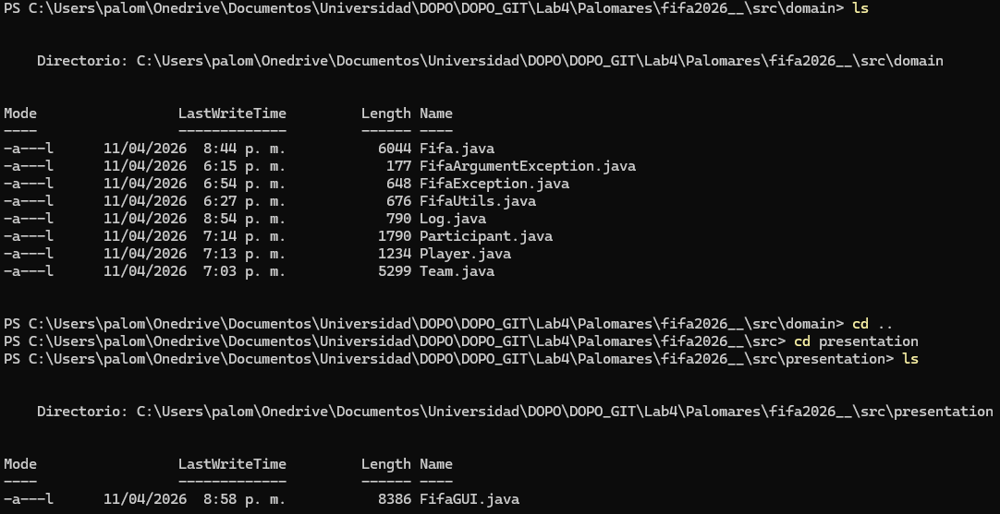 PS C:\Users\palom\Onedrive\Documentos\Universidad\DOPO\DOPO_GIT\Lab4\Palomares\fifa2026__\src\domain> ls
Directorio: C:\Users\palom\Onedrive\Documentos\Universidad\DOPO\DOPO_GIT\Lab4\Palomares\fifa2026__\src\domain
Mode LastWriteTime Length Name
---- ------------- ------ ----
-a---l 11/04/2026 8:44 p. m. 6044 Fifa.java
-a---l 11/04/2026 6:15 p. m. 177 FifaArgumentException.java
-a---l 11/04/2026 6:54 p. m. 648 FifaException.java
-a---l 11/04/2026 6:27 p. m. 676 FifaUtils.java
-a---l 11/04/2026 8:54 p. m. 790 Log.java
-a---l 11/04/2026 7:14 p. m. 1790 Participant.java
-a---l 11/04/2026 7:13 p. m. 1234 Player.java
-a---l 11/04/2026 7:03 p. m. 5299 Team.java
PS C:\Users\palom\Onedrive\Documentos\Universidad\DOPO\DOPO_GIT\Lab4\Palomares\fifa2026__\src\domain> cd ..
PS C:\Users\palom\Onedrive\Documentos\Universidad\DOPO\DOPO_GIT\Lab4\Palomares\fifa2026__\src> cd presentation
PS C:\Users\palom\Onedrive\Documentos\Universidad\DOPO\DOPO_GIT\Lab4\Palomares\fifa2026__\src\presentation> ls
Directorio: C:\Users\palom\Onedrive\Documentos\Universidad\DOPO\DOPO_GIT\Lab4\Palomares\fifa2026__\src\presentation
Mode LastWriteTime Length Name
---- ------------- ------ ----
-a---l 11/04/2026 8:58 p. m. 8386 FifaGUI.java